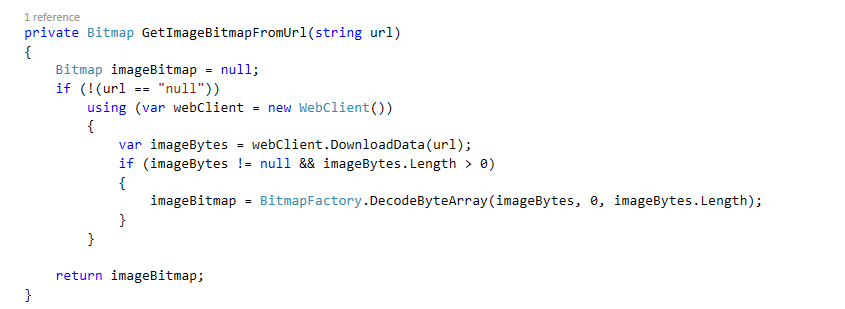 1 reference
private Bitmap GetImageBitmapFromUrl(string url)
{
    Bitmap imageBitmap = null;
    if (!(url == "null"))
        using (var webClient = new WebClient())
        {
            var imageBytes = webClient.DownloadData(url);
            if (imageBytes != null && imageBytes.Length > 0)
            {
                imageBitmap = BitmapFactory.DecodeByteArray(imageBytes, 0, imageBytes.Length);
            }
        }

    return imageBitmap;
}